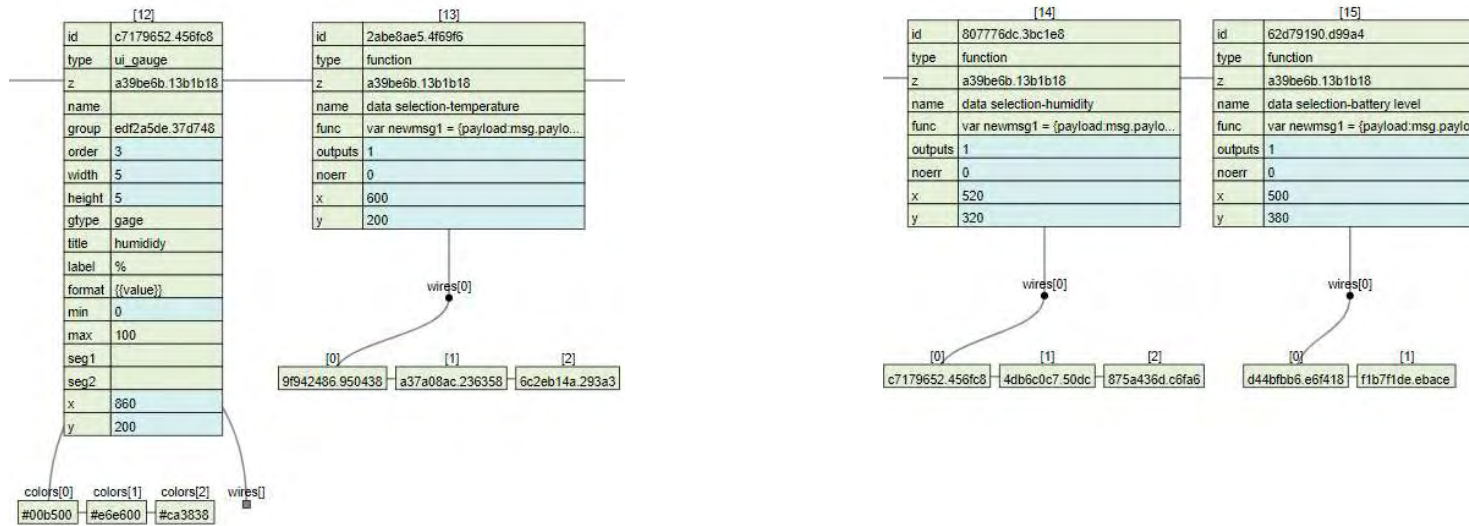 [12]
id c7179652.456fc8
type ui_gauge
z a39be6b.13b1b18
name
group edf2a5de.37d748
order 3
width 5
height 5
gtype gage
title humididy
label %
format {{value}}
min 0
max 100
seg1
seg2
x 860
y 200
colors[0] colors[1] colors[2] wires[]
#00b500 #e6e600 #ca3838
[13]
id 2abe8ae5.4f69f6
type function
z a39be6b.13b1b18
name data selection-temperature
func var newmsg1 = {payload:msg.paylo...
outputs 1
noerr 0
x 600
y 200
wires[0]
[0] [1] [2]
9f942486.950438 a37a08ac.236358 6c2eb14a.293a3
[14]
id 807776dc.3bc1e8
type function
z a39be6b.13b1b18
name data selection-humidity
func var newmsg1 = {payload:msg.paylo...
outputs 1
noerr 0
x 520
y 320
wires[0]
[0] [1] [2]
c7179652.456fc8 4db6c0c7.50dc 875a436d.c6fa6
[15]
id 62d79190.d99a4
type function
z a39be6b.13b1b18
name data selection-battery level
func var newmsg1 = {payload:msg.paylo
outputs 1
noerr 0
x 500
y 380
wires[0]
[0] [1]
d44bfbb6.e6f418 f1b7f1de.ebace